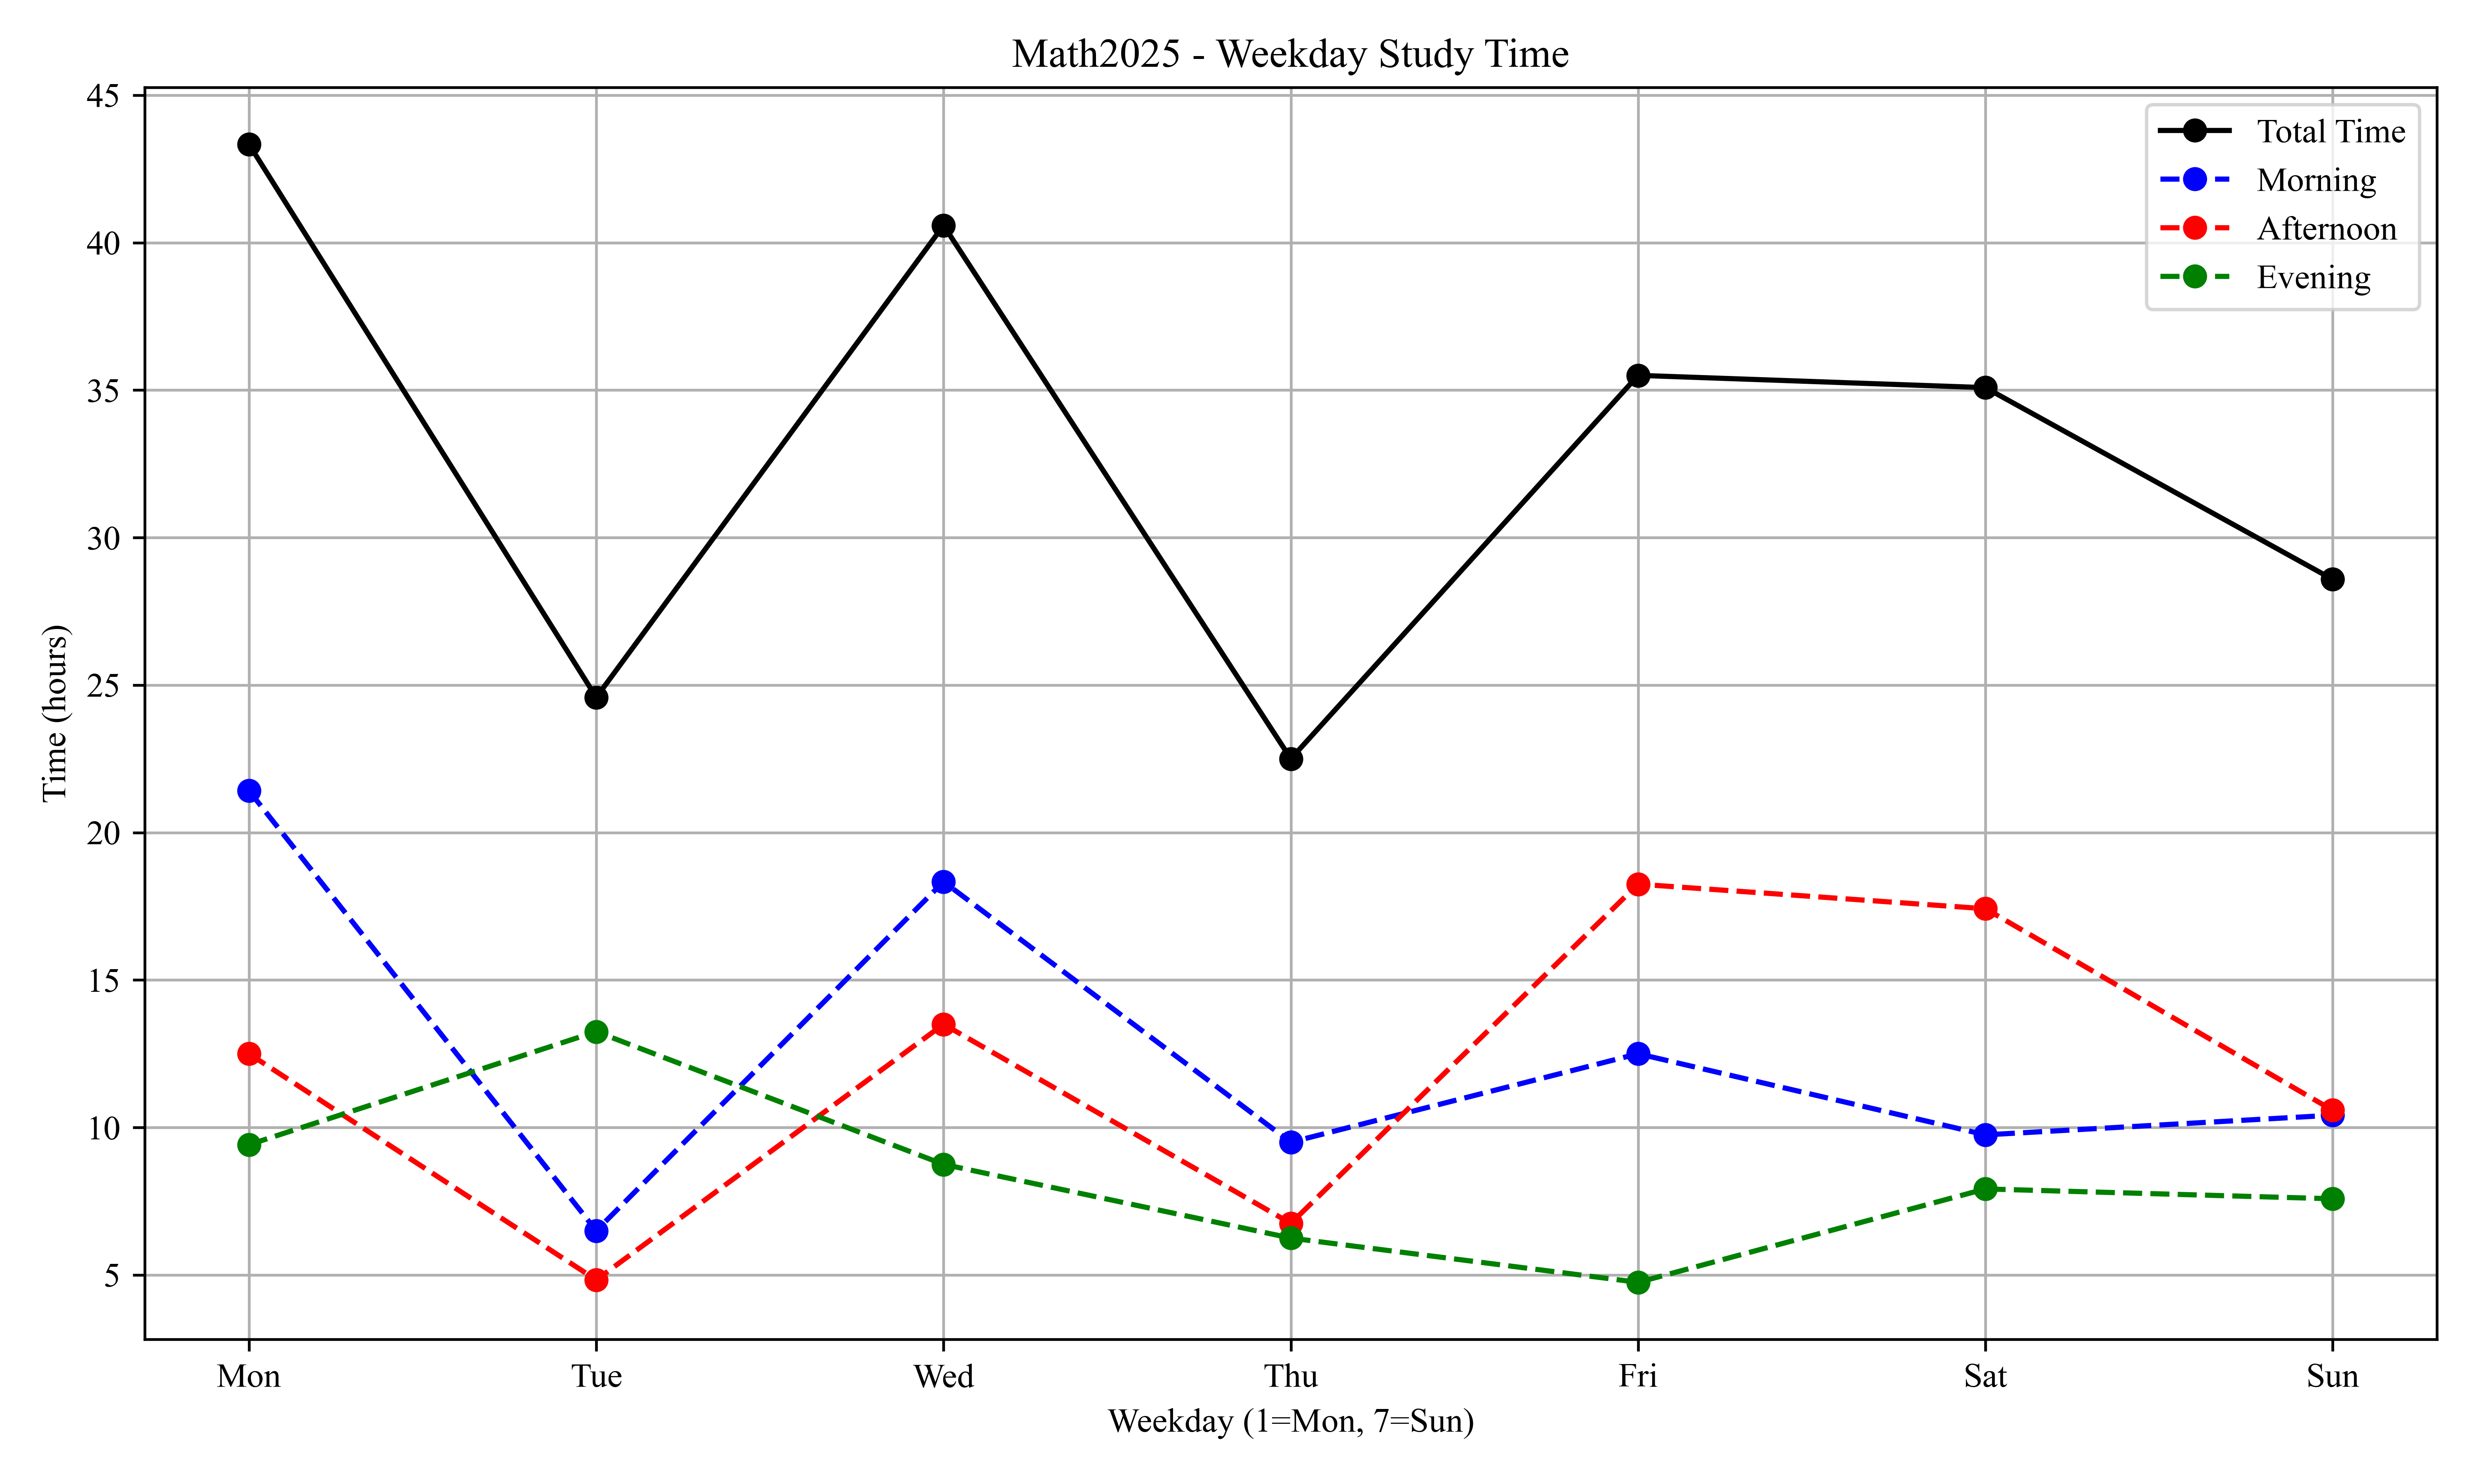 Math2025 - Weekday Study Time
45
40
35
30
25
20
15
10
5
Time (hours)
Total Time
Morning
Afternoon
Evening
Mon Tue Wed Thu Fri Sat Sun
Weekday (1=Mon, 7=Sun)